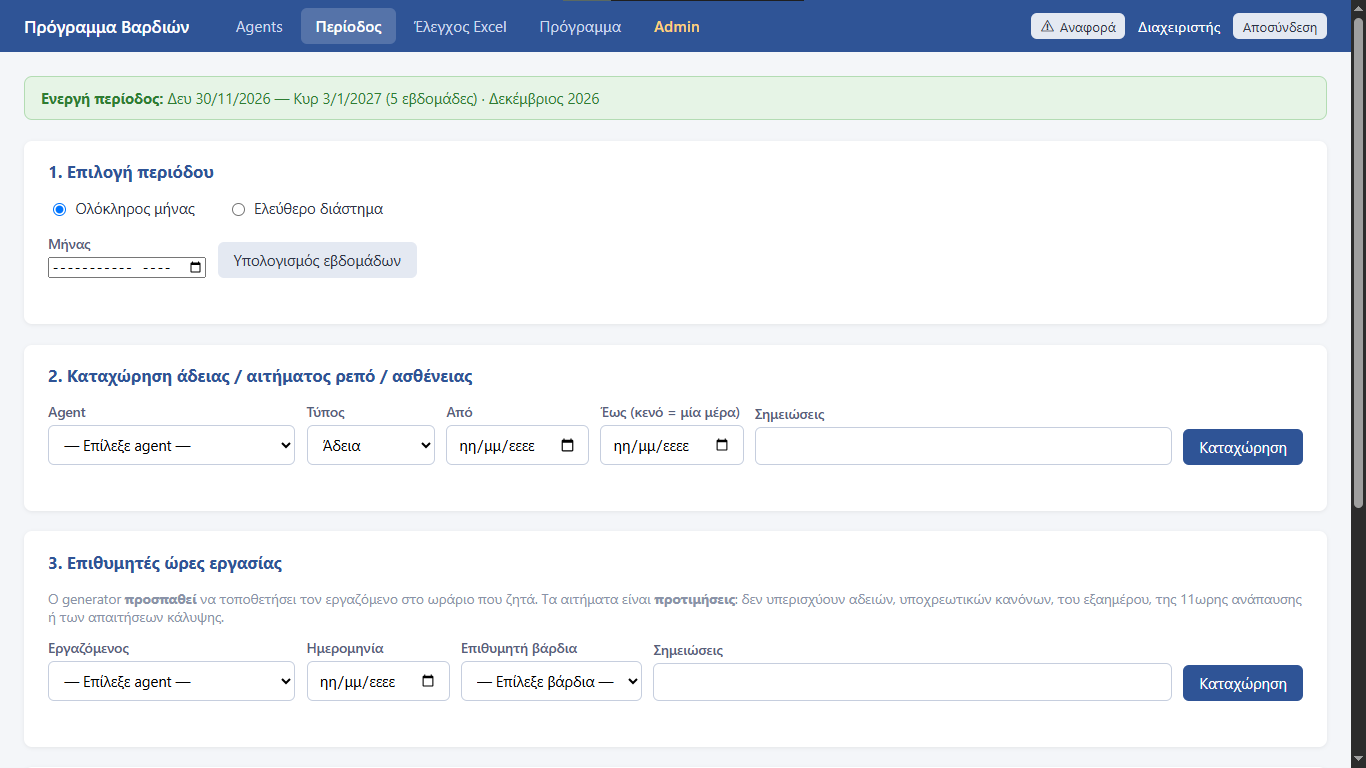 Πρόγραμμα Βαρδιών Agents Περίοδος Έλεγχος Excel Πρόγραμμα Admin ⚠ Αναφορά Διαχειριστής Αποσύνδεση
Ενεργή περίοδος: Δευ 30/11/2026 — Κυρ 3/1/2027 (5 εβδομάδες) · Δεκέμβριος 2026
1. Επιλογή περιόδου
Ολόκληρος μήνας Ελεύθερο διάστημα
Μήνας
----------- ---- Υπολογισμός εβδομάδων
2. Καταχώρηση άδειας / αιτήματος ρεπό / ασθένειας
Agent Τύπος Από Έως (κενό = μία μέρα) Σημειώσεις
— Επίλεξε agent — Άδεια ηη/μμ/εεεε ηη/μμ/εεεε Καταχώρηση
3. Επιθυμητές ώρες εργασίας
Ο generator προσπαθεί να τοποθετήσει τον εργαζόμενο στο ωράριο που ζητά. Τα αιτήματα είναι προτιμήσεις: δεν υπερισχύουν αδειών, υποχρεωτικών κανόνων, του εξαημέρου, της 11ωρης ανάπαυσης
ή των απαιτήσεων κάλυψης.
Εργαζόμενος Ημερομηνία Επιθυμητή βάρδια Σημειώσεις
— Επίλεξε agent — ηη/μμ/εεεε — Επίλεξε βάρδια — Καταχώρηση